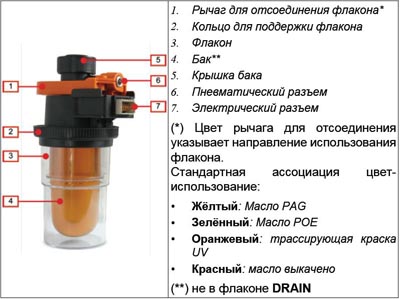 1. Рычаг для отсоединения флакона*
2. Кольцо для поддержки флакона
3. Флакон
4. Бак**
5. Крышка бака
6. Пневматический разъем
7. Электрический разъем
(*) Цвет рычага для отсоединения
указывает направление использования
флакона.
Стандартная ассоциация цвет-
использование:
• Жёлтый: Масло PAG
• Зелённый: Масло POE
• Оранжевый: трассирующая краска
UV
• Красный: масло выкачено
(**) не в флаконе DRAIN
5
6
1
7
2
3
4